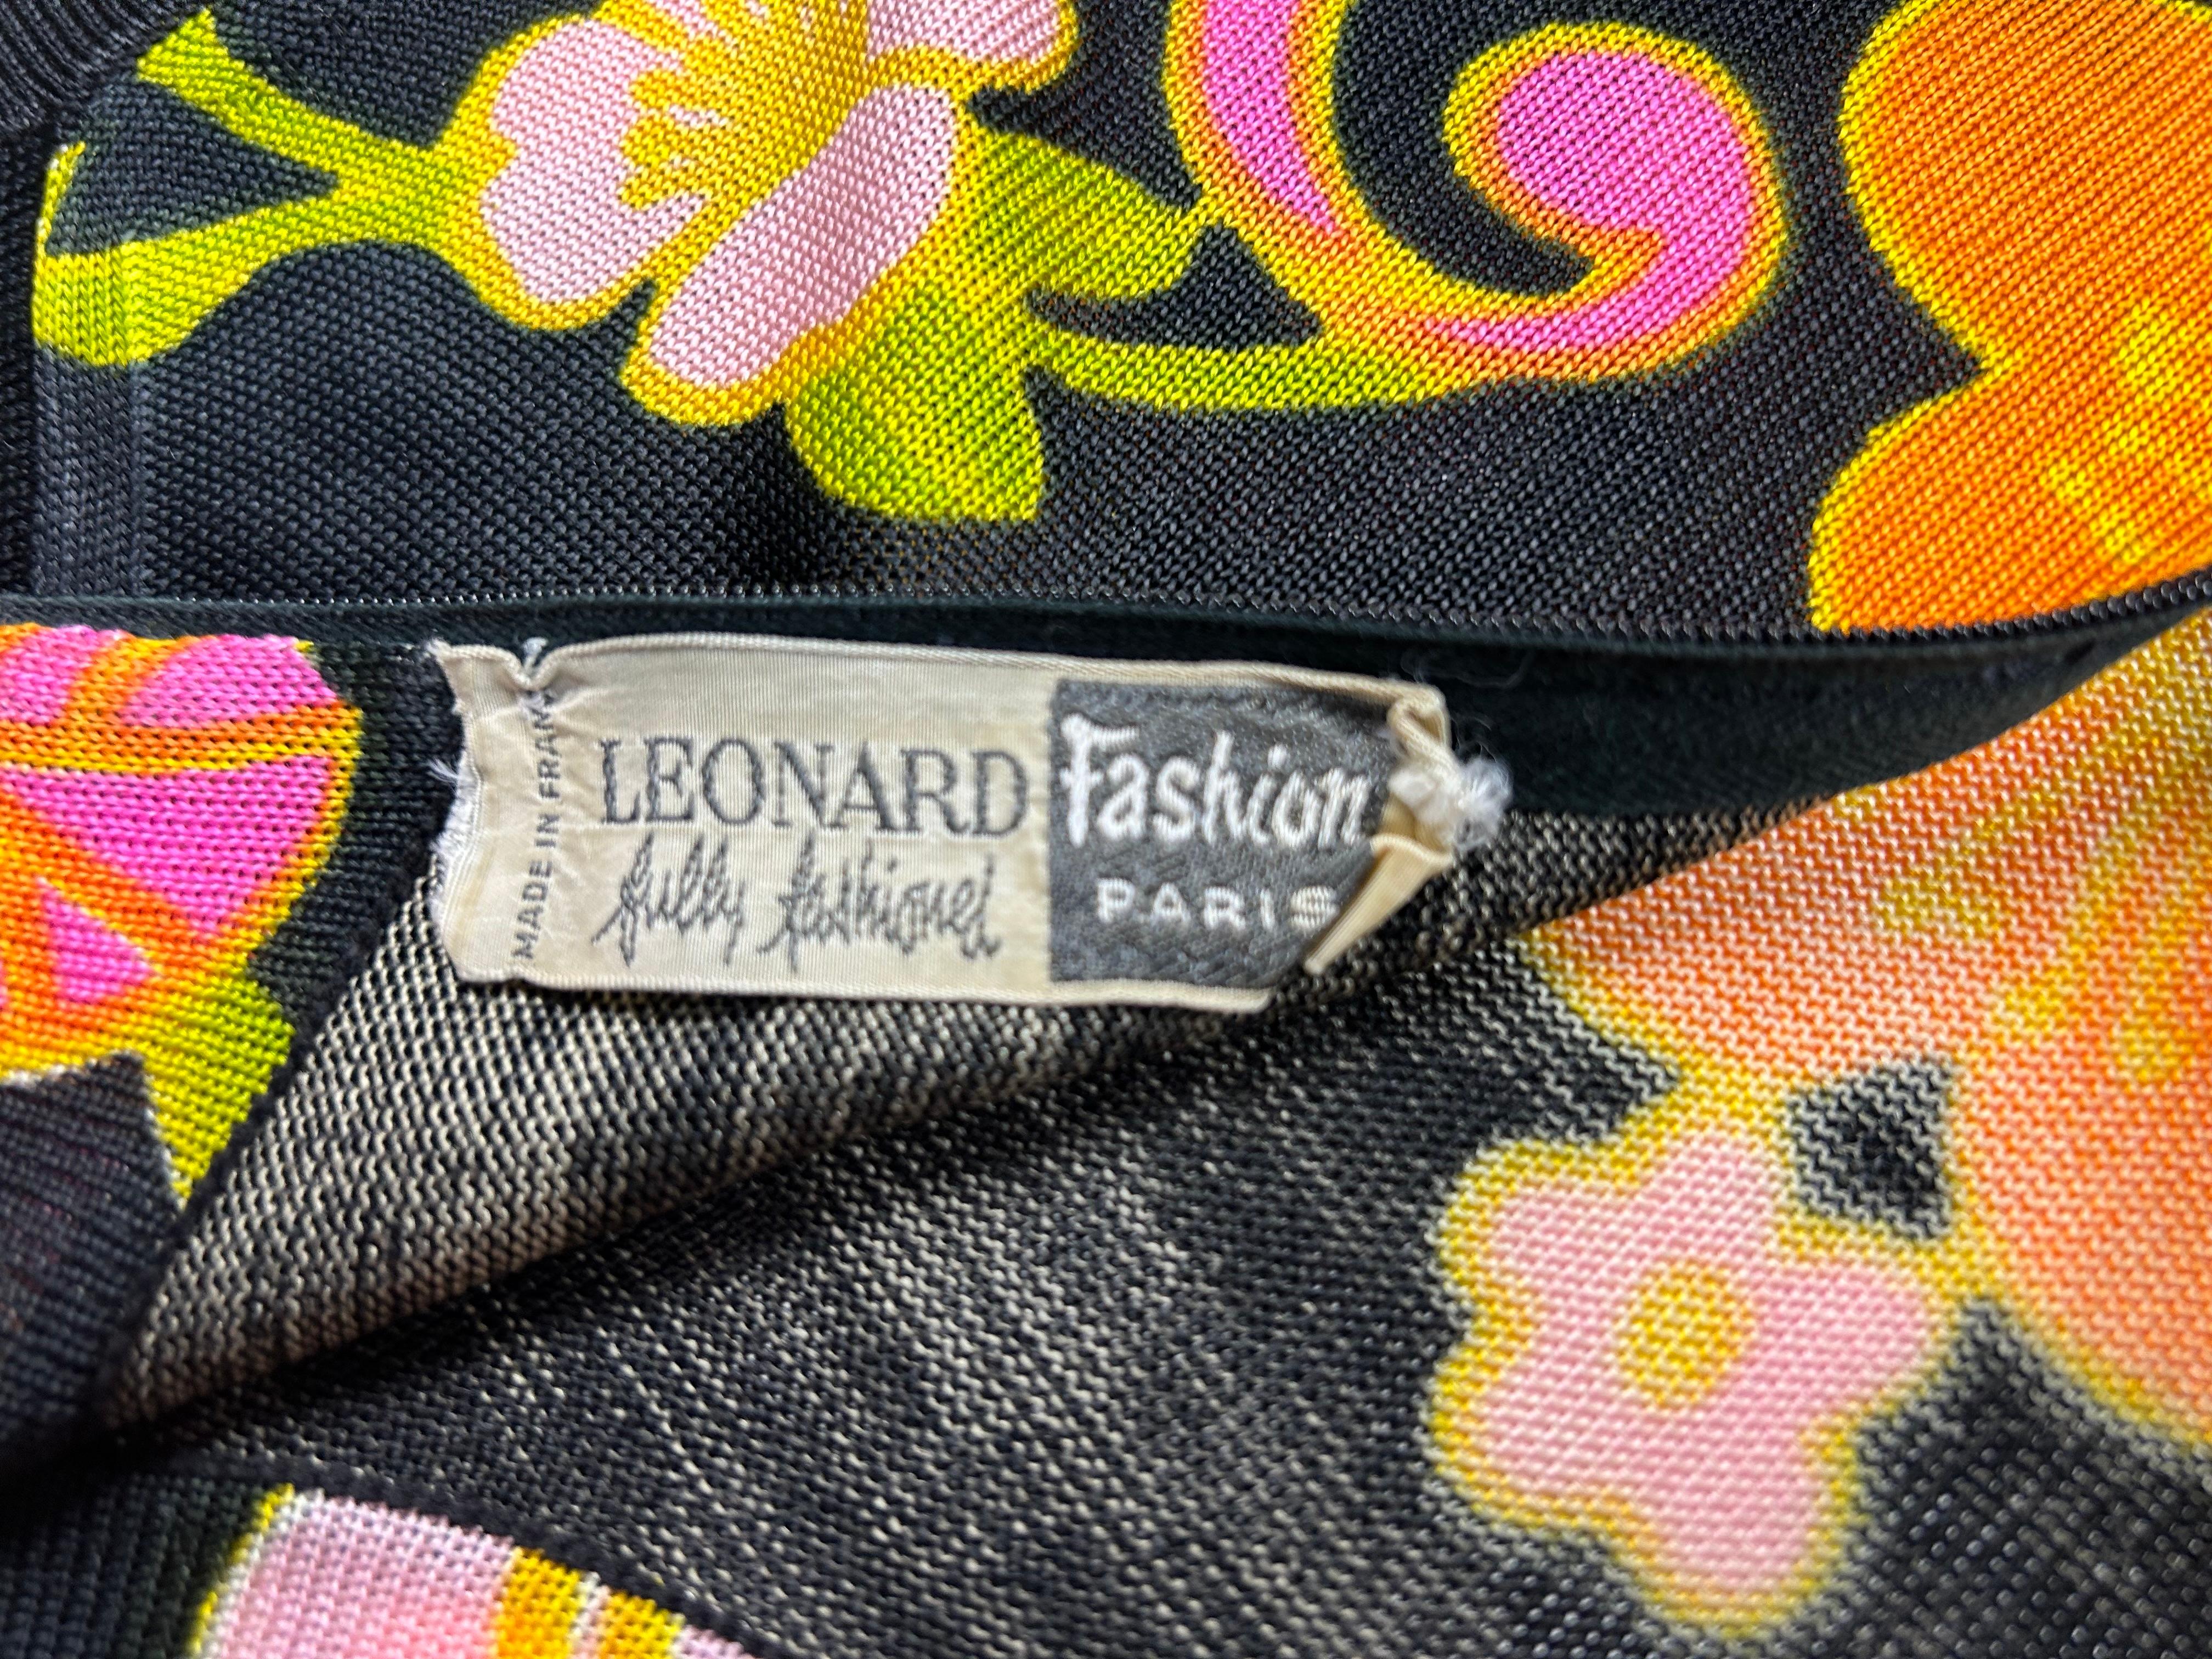 MADE IN FRANCE
LEONARD
fully fashioned
Fashion
PARIS